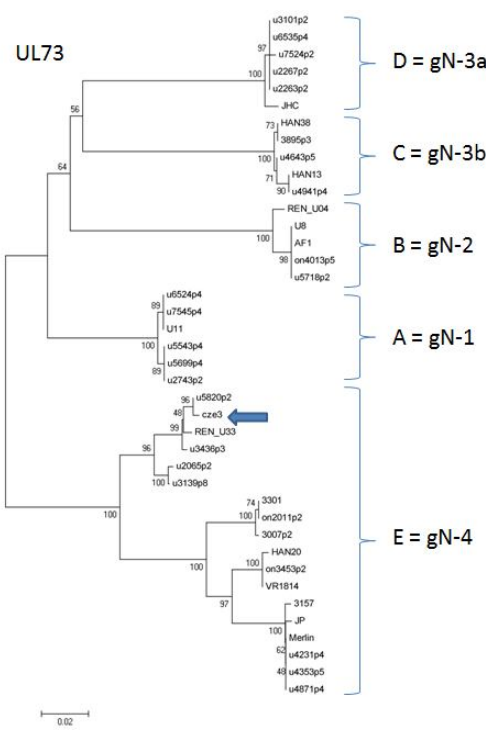 UL73
u3101p2
u6535p4
97
u7524p2
u2267p2
100
u2263p2
JHC
D = gN-3a
56
HAN38
73
3895p3
100
u4643p5
HAN13
71
90
u4941p4
C = gN-3b
64
REN_U04
U8
100
AF1
98
on4013p5
u5718p2
B = gN-2
u6524p4
89
u7545p4
U11
100
u5543p4
u5699p4
89
u2743p2
A = gN-1
u5820p2
96
cze3
48
REN_U33
99
u3436p3
96
u2065p2
100
u3139p8
100
3301
74
on2011p2
100
3007p2
HAN20
100
on3453p2
VR1814
100
3157
97
JP
100
Merlin
62
u4231p4
48
u4353p5
u4871p4
E = gN-4
0.02